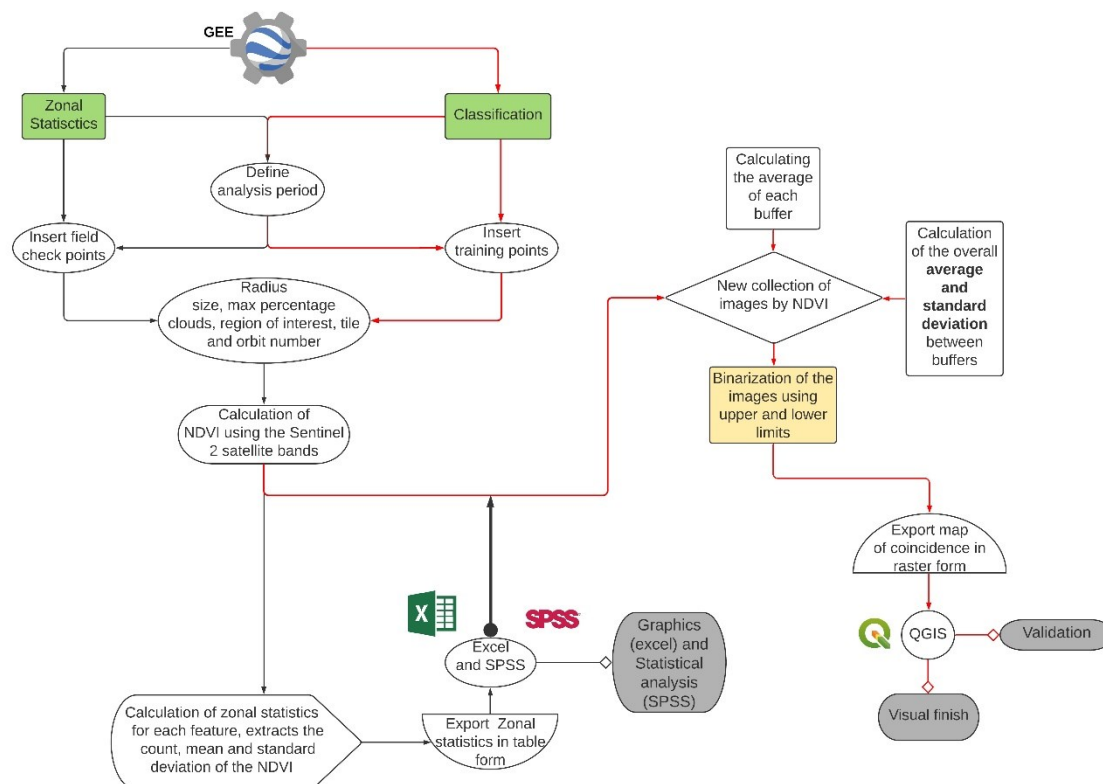 GEE
Zonal
Statisctics
Classification
Define
analysis period
Insert field
check points
Insert
training points
Radius
size, max percentage
clouds, region of interest, tile
and orbit number
Calculation of
NDVI using the Sentinel
2 satellite bands
Calculating
the average
of each
buffer
New collection of
images by NDVI
Calculation
of the overall
average
and
standard
deviation
between
buffers
Binarization of the
images using
upper and lower
limits
Export map
of coincidence in
raster form
QGIS
Validation
Visual finish
X
SPSS
Excel
and SPSS
Graphics
(excel) and
Statistical
analysis
(SPSS)
Calculation of zonal statistics
for each feature, extracts the
count, mean and standard
deviation of the NDVI
Export Zonal
statistics in table
form